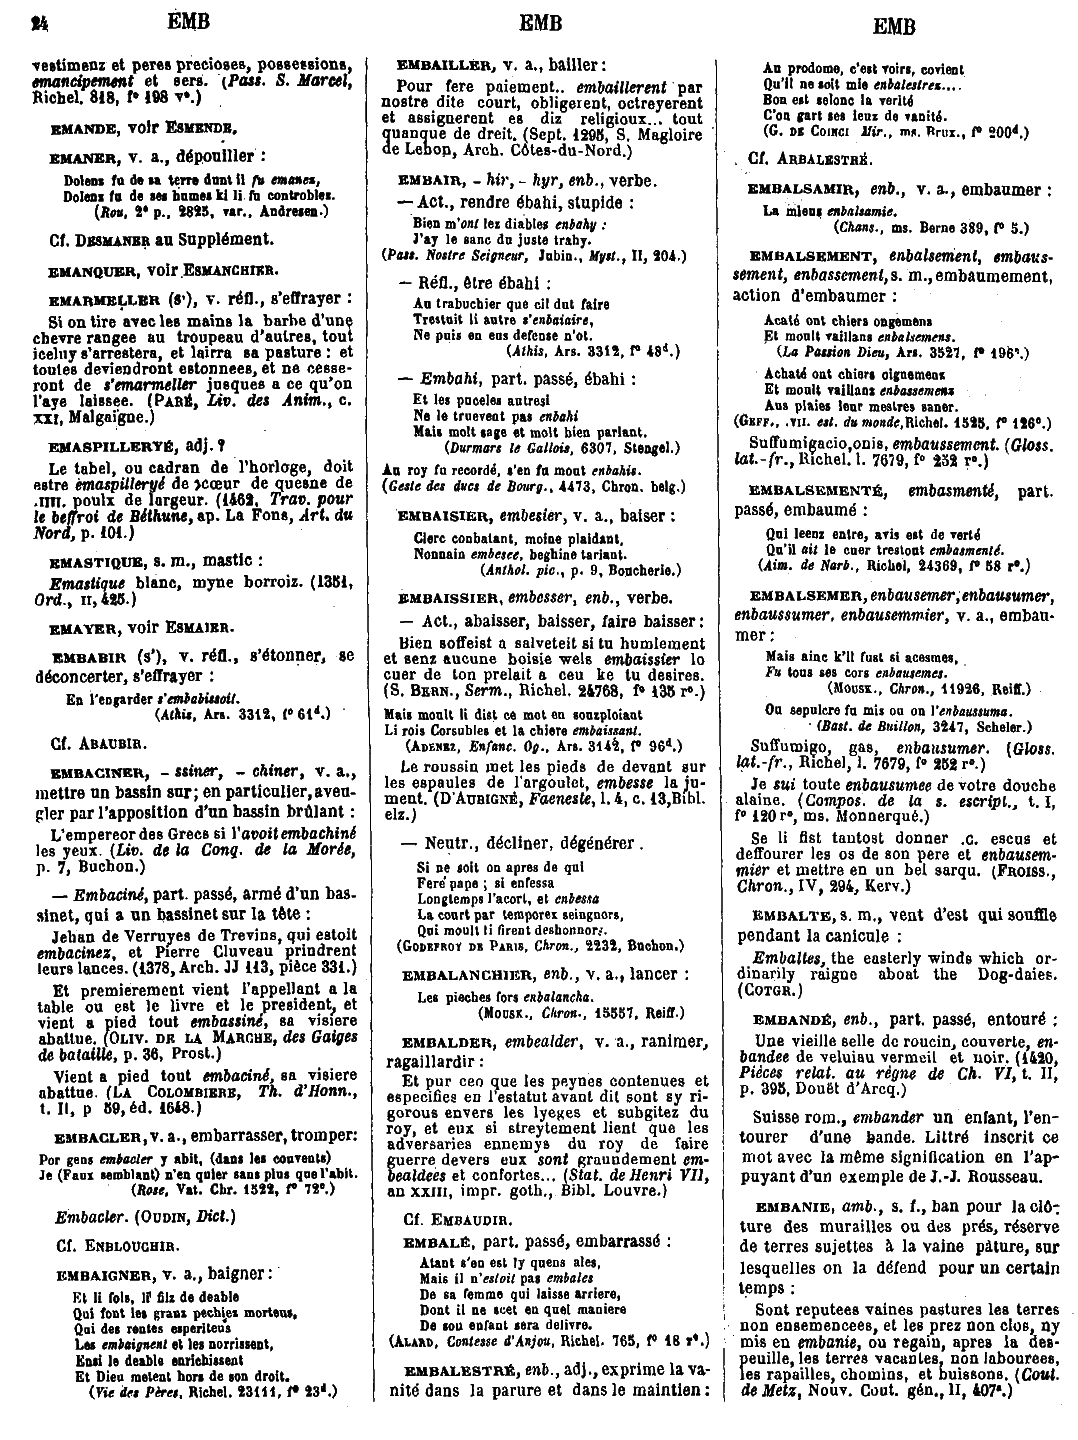 24 EMB EMB EMB
vestimenz et peres precioses, possessions,
emancipement et sers. (Pass. S. Marcel,
Richel. 818, f° 198 v°.)
EMANDE, voir ESMENDE.
EMANER, v. a., dépouiller :
Dolenz fu de sa terre dunt il fu emanez,
Dolenz fu de ses humes ki li fu controbles.
(Rou, 2ᵉ p., 2825, var., Andresen.)
Cf. DESMANER au Supplément.
EMANQUER, voir ESMANCHIER.
EMARMELLER (s'), v. réfl., s'effrayer :
Si on tire avec les mains la barbe d'une
chevre rangee au troupeau d'autres, tout
iceluy s'arrestera, et lairra sa pasture : et
toutes deviendront estonnees, et ne cesse-
ront de s'emarmeller jusques a ce qu'on
l'aye laissee. (PARÉ, Liv. des Anim., c.
XXI, Malgaigne.)
EMASPILLERYÉ, adj. ?
Le tabel, ou cadran de l'horloge, doit
estre emaspilleryé de cœur de quesne de
.IIII. poulx de largeur. (1462, Trav. pour
le beffroi de Béthune, ap. La Fons, Art. du
Nord, p. 101.)
EMASTIQUE, s. m., mastic :
Emastique blanc, myne borroiz. (1351,
Ord., II, 425.)
EMAYER, voir ESMAIER.
EMBABIR (s'), v. réfl., s'étonner, se
déconcerter, s'effrayer :
En l'engarder s'embabissoit.
(Athis, Ars. 3312, f° 61ᵈ.)
Cf. ABAUBIR.
EMBACINER, - ssiner, - chiner, v. a.,
mettre un bassin sur; en particulier, aveu-
gler par l'apposition d'un bassin brûlant :
L'empereor des Grecs si l'avoit embachiné
les yeux. (Liv. de la Conq. de la Morée,
p. 7, Buchon.)
— Embaciné, part. passé, armé d'un bas-
sinet, qui a un bassinet sur la tête :
Jehan de Verruyes de Trevins, qui estoit
embacinez, et Pierre Cluveau prindrent
leurs lances. (1378, Arch. JJ 113, pièce 331.)
Et premierement vient l'appellant a la
table ou est le livre et le president, et
vient a pied tout embassiné, sa visiere
abattue. (OLIV. DE LA MARCHE, des Gaiges
de bataille, p. 36, Prost.)
Vient a pied tout embaciné, sa visiere
abattue. (LA COLOMBIERE, Th. d'Honn.,
t. II, p 59, éd. 1648.)
EMBACLER, v. a., embarrasser, tromper:
Por gens embacler y abit, (dans les couvents)
Je (Faux semblant) n'en quier sans plus que l'abit.
(Rose, Vat. Chr. 1522, f° 72ᶜ.)
Embacler. (OUDIN, Dict.)
Cf. ENBLOUCHIR.
EMBAIGNER, v. a., baigner :
Et li fols, li filz de deable
Qui font les granz pechiez morteus,
Qui des rentes esperiteus
Les embaignent et les norrissent,
Ensi le deable enrichissent
Et Dieu metent hors de son droit.
(Vie des Pères, Richel. 23111, f° 23ᵈ.)
EMBAILLER, v. a., bailler :
Pour fere paiement.. embaillerent par
nostre dite court, obligerent, octreyerent
et assignerent es diz religioux... tout
quanque de dreit. (Sept. 1295, S. Magloire
de Lehon, Arch. Côtes-du-Nord.)
EMBAIR, - hir, - hyr, enb., verbe.
— Act., rendre ébahi, stupide :
Bien m'ont lez diables enbahy :
J'ay le sanc du juste trahy.
(Pass. Nostre Seigneur, Jubin., Myst., II, 204.)
— Réfl., être ébahi :
Au trabuchier que cil dut faire
Trestuit li autre s'enbaiaire,
Ne puis en eus defense n'ot.
(Athis, Ars. 3312, f° 48ᵈ.)
— Embahi, part. passé, ébahi :
Et les puceles autresi
Ne le truevent pas enbahi
Mais molt sage et molt bien parlant.
(Durmars le Gallois, 6307, Stengel.)
Au roy fu recordé, s'en fu mout enbahis.
(Geste des ducs de Bourg., 4473, Chron. belg.)
EMBAISIER, embesier, v. a., baiser :
Clerc conbatant, moine plaidant,
Nonnain embesee, beghine tariant.
(Anthol. pic., p. 9, Boucherie.)
EMBAISSIER, embesser, enb., verbe.
— Act., abaisser, baisser, faire baisser :
Bien soffeist a salveteit si tu humlement
et senz aucune boisie wels embaissier lo
cuer de ton prelait a ceu ke tu desires.
(S. BERN., Serm., Richel. 24768, f° 135 r°.)
Mais moult li dist ce mot en souzploiant
Li rois Corsubles et la chiere embaissant.
(ADENEZ, Enfanc. Og., Ars. 3142, f° 96ᵈ.)
Le roussin met les pieds de devant sur
les espaules de l'argoulet, embesse la ju-
ment. (D'AUBIGNÉ, Faeneste, l. 4, c. 13, Bibl.
elz.)
— Neutr., décliner, dégénérer .
Si ne soit on apres de qui
Fere pape ; si enfessa
Longtemps l'acort, et enbessa
La court par temporex seingnors,
Qui moult li firent deshonnors.
(GODEFROY DE PARIS, Chron., 2232, Buchon.)
EMBALANCHIER, enb., v. a., lancer :
Les pieches fors enbalancha.
(MOUSK., Chron., 15557, Reiff.)
EMBALDER, embealder, v. a., ranimer,
ragaillardir :
Et pur ceo que les peynes contenues et
especifies en l'estatut avant dit sont sy ri-
gorous envers les lyeges et subgitez du
roy, et eux si streytement lient que les
adversaries ennemys du roy de faire
guerre devers eux sont graundement em-
bealdees et confortes... (Stat. de Henri VII,
an XXIII, impr. goth., Bibl. Louvre.)
Cf. EMBAUDIR.
EMBALÉ, part. passé, embarrassé :
Atant s'en est ly quens ales,
Mais il n'estoit pas embales
De sa femme qui laisse arriere,
Dont il ne scet en quel maniere
De son enfant sera delivre.
(ALARD, Contesse d'Anjou, Richel. 765, f° 18 r°.)
EMBALESTRÉ, enb., adj., exprime la va-
nité dans la parure et dans le maintien :
An prodome, c'est voirs, covient
Qu'il ne soit mie enbalestrez....
Bon est selonc la verité
C'on gart ses leuz de vanité.
(G. DE COINCI Mir., ms. Brux., f° 200ᵈ.)
Cf. ARBALESTRÉ.
EMBALSAMIR, enb., v. a., embaumer :
La mieus enbalsamie.
(Chans., ms. Berne 389, f° 5.)
EMBALSEMENT, enbalsement, embaus-
sement, enbassement, s. m., embaumement,
action d'embaumer :
Acaté ont chiers ongemens
Et moult vaillans enbalsemens.
(La Passion Dieu, Ars. 3527, f° 196ᵛ.)
Achaté ont moult chiers oignemenz
Et moult vaillanz enbassemenz
Aus plaies leur mestres saner.
(GEFF., .VII. est. du monde, Richel. 1526, f° 126ᵒ.)
Suffumigacio, onis, embaussement. (Gloss.
lat.-fr., Richel. l. 7679, f° 252 r°.)
EMBALSEMENTÉ, embasmenté, part.
passé, embaumé :
Qui leenz entre, avis est de verté
Qu'il ait le cuer trestout embasmenté.
(Aim. de Narb., Richel, 24369, f° 58 r°.)
EMBALSEMER, enbausemer, enbausumer,
enbaussumer, enbausemmier, v. a., embau-
mer :
Mais ainc k'il fust si acesmes,
Fu tous ses cors enbausemes.
(MOUSK., Chron., 11926, Reiff.)
Ou sepulcre fu mis ou on l'enbaussuma.
(Bast. de Buillon, 3247, Scheler.)
Suffumigo, gas, enbausumer. (Gloss.
lat.-fr., Richel, l. 7679, f° 252 r°.)
Je sui toute enbausumee de votre douche
alaine. (Compos. de la s. escript., t. I,
f° 120 r°, ms. Monmerqué.)
Se li fist tantost donner .c. escus et
deffourer les os de son pere et enbausem-
mier et mettre en un bel sarqu. (FROISS.,
Chron., IV, 294, Kerv.)
EMBALTE, s. m., vent d'est qui souffle
pendant la canicule :
Embaltes, the easterly winds which or-
dinarily raigne about the Dog-daies.
(COTGR.)
EMBANDÉ, enb., part. passé, entouré :
Une vieille selle de roucin, couverte, en-
bandee de veluiau vermeil et noir. (1420,
Pièces relat. au règne de Ch. VI, t. II,
p. 395, Douët d'Arcq.)
Suisse rom., embander un enfant, l'en-
tourer d'une bande. Littré inscrit ce
mot avec la même signification en l'ap-
puyant d'un exemple de J.-J. Rousseau.
EMBANIE, amb., s. f., ban pour la clô-
ture des murailles ou des prés, réserve
de terres sujettes à la vaine pâture, sur
lesquelles on la défend pour un certain
temps :
Sont reputees vaines pastures les terres
non ensemencees, et les prez non clos, ny
mis en embanie, ou regain, apres la des-
peuille, les terres vacantes, non labourees,
les rapailles, chomins, et buissons. (Cout.
de Metz, Nouv. Cout. gén., II, 407ᵃ.)